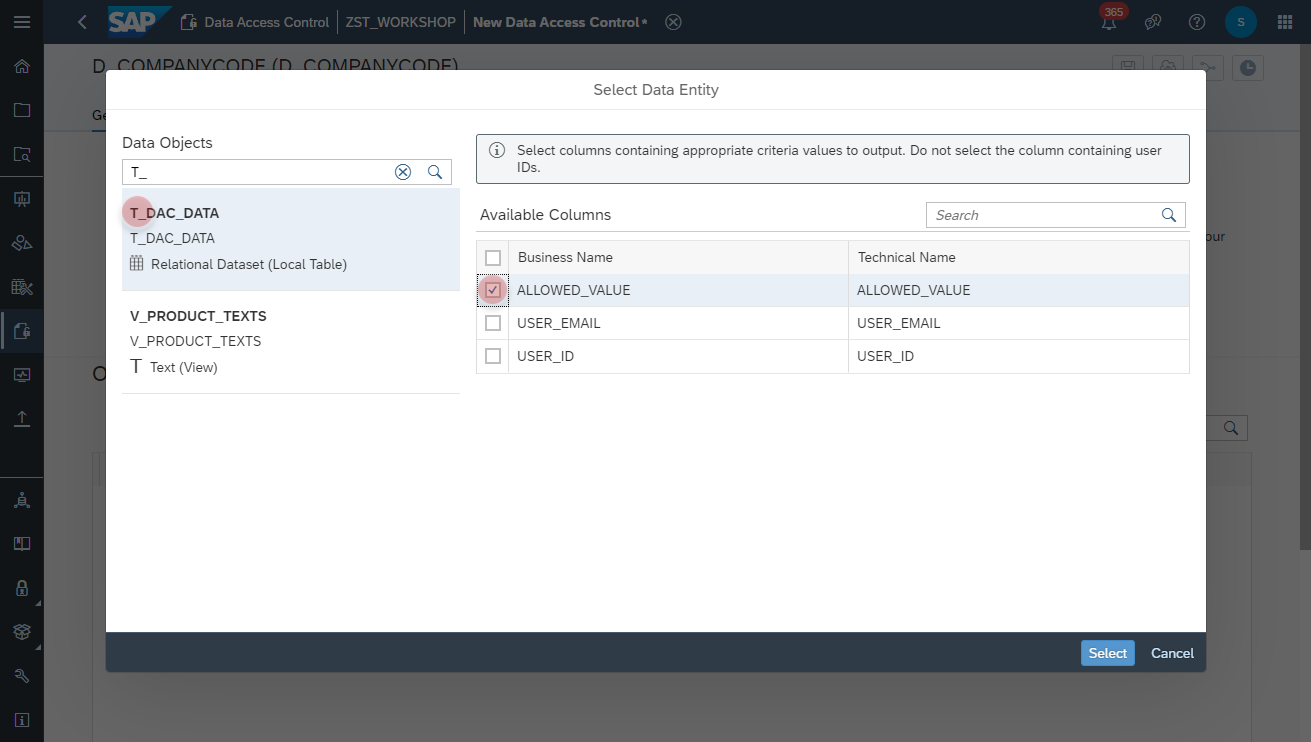 SAP Data Access Control ZST_WORKSHOP New Data Access Control* 365 S
D_COMPANYCODE (D_COMPANYCODE)
Select Data Entity
Data Objects
T_
T_DAC_DATA
T_DAC_DATA
Relational Dataset (Local Table)
V_PRODUCT_TEXTS
V_PRODUCT_TEXTS
T Text (View)
Select columns containing appropriate criteria values to output. Do not select the column containing user
IDs.
Available Columns
Search
Business Name Technical Name
ALLOWED_VALUE ALLOWED_VALUE
USER_EMAIL USER_EMAIL
USER_ID USER_ID
Select Cancel